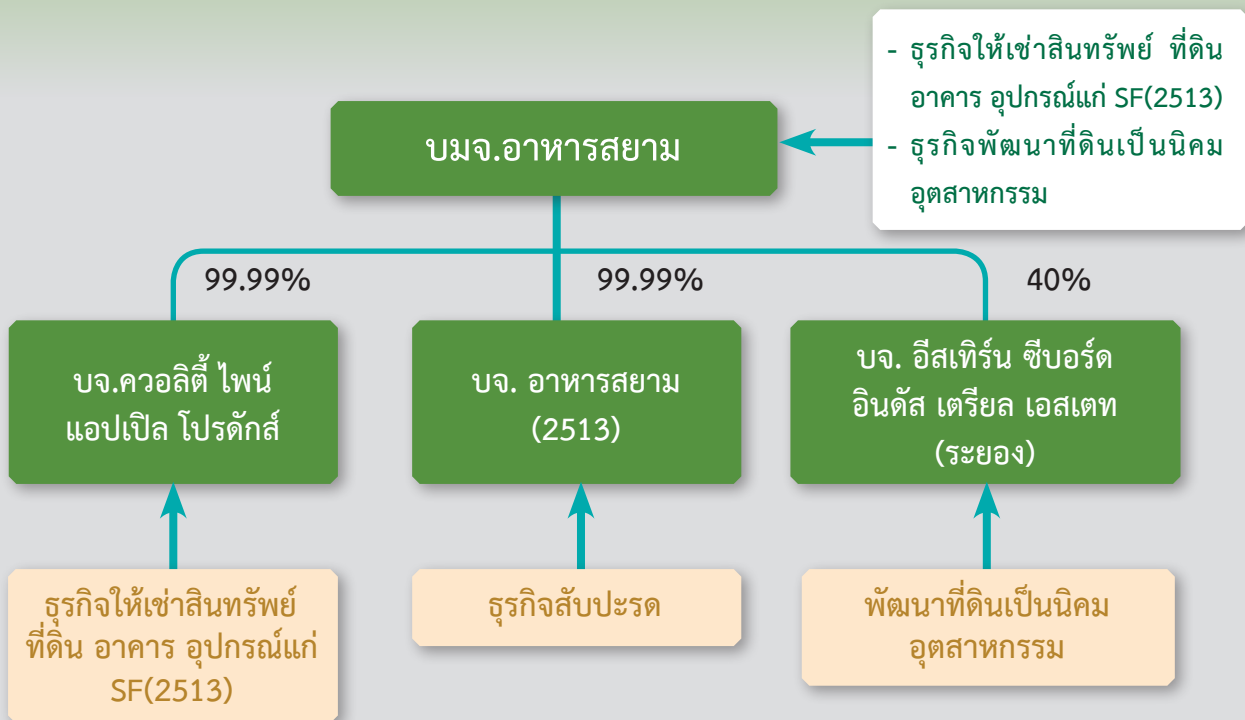 - ธุรกิจให้เช่าสินทรัพย์ ที่ดิน
อาคาร อุปกรณ์แก่ SF(2513)
- ธุรกิจพัฒนาที่ดินเป็นนิคม
อุตสาหกรรม
บมจ.อาหารสยาม
99.99%
99.99%
40%
บจ.ควอลิตี้ ไพน์
แอปเปิล โปรดักส์
บจ. อาหารสยาม
(2513)
บจ. อีสเทิร์น ซีบอร์ด
อินดัส เตรียล เอสเตท
(ระยอง)
ธุรกิจให้เช่าสินทรัพย์
ที่ดิน อาคาร อุปกรณ์แก่
SF(2513)
ธุรกิจสับปะรด
พัฒนาที่ดินเป็นนิคม
อุตสาหกรรม